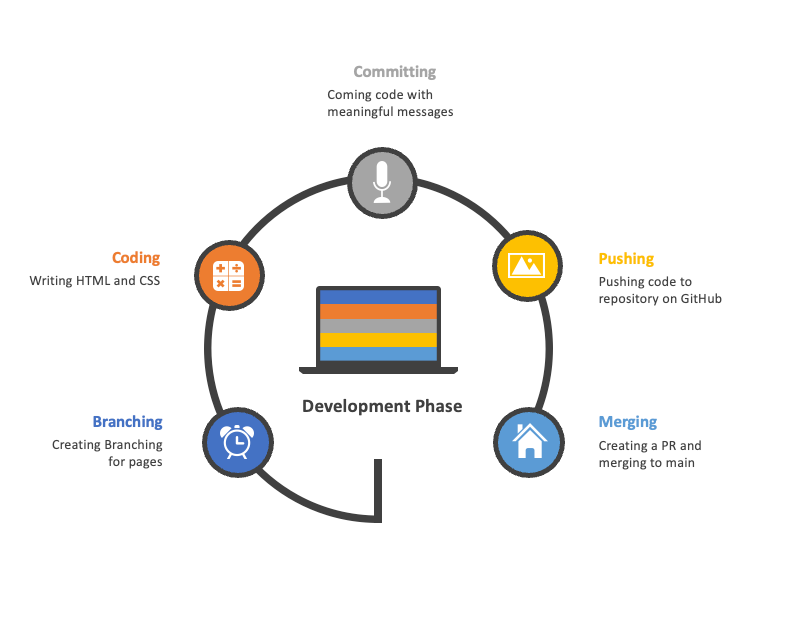 Committing
Coming code with
meaningful messages
Coding
Writing HTML and CSS
Pushing
Pushing code to
repository on GitHub
Development Phase
Branching
Creating Branching
for pages
Merging
Creating a PR and
merging to main